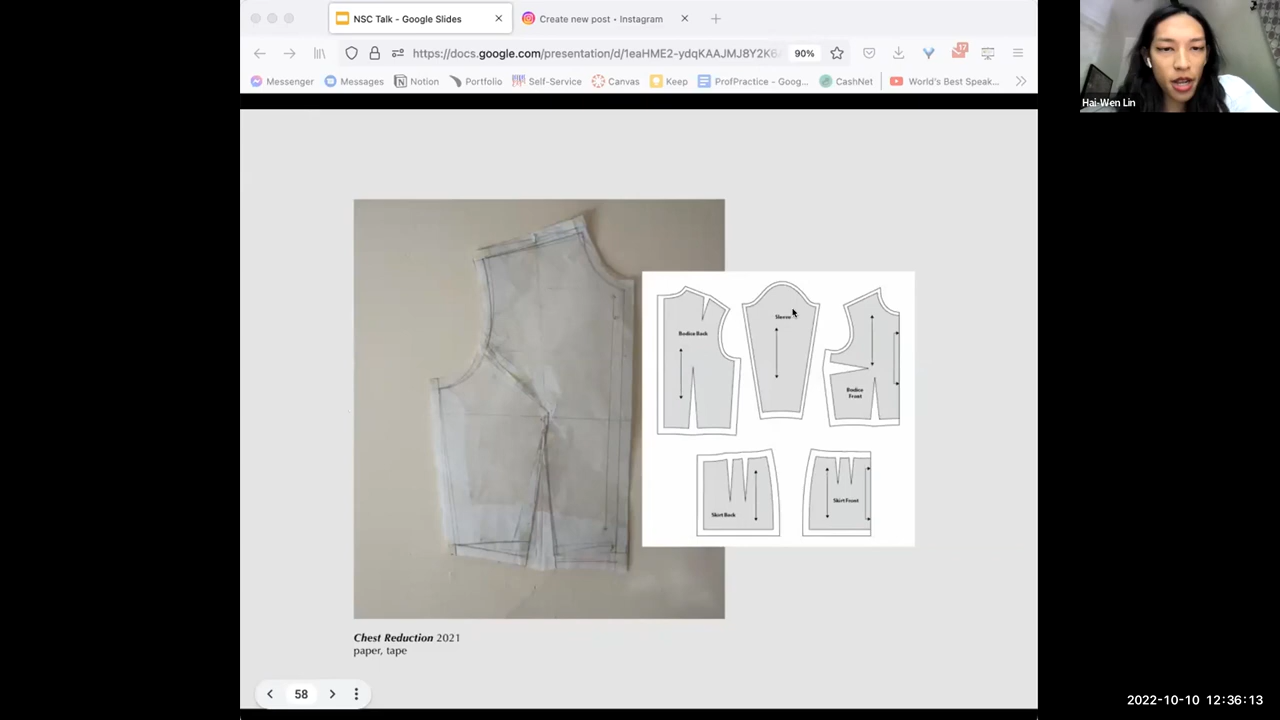 NSC Talk - Google Slides
Create new post • Instagram
https://docs.google.com/presentation/d/1eaHME2-ydqKAAJMJ8Y2K6
90%
17
Messenger
Messages
Notion
Portfolio
Self-Service
Canvas
Keep
ProfPractice - Goog...
CashNet
World's Best Speak...
Hai-Wen Lin
Bodice Back
Sleeve
Bodice
Front
Skirt Back
Skirt Front
Chest Reduction 2021
paper, tape
58
2022-10-10 12:36:13